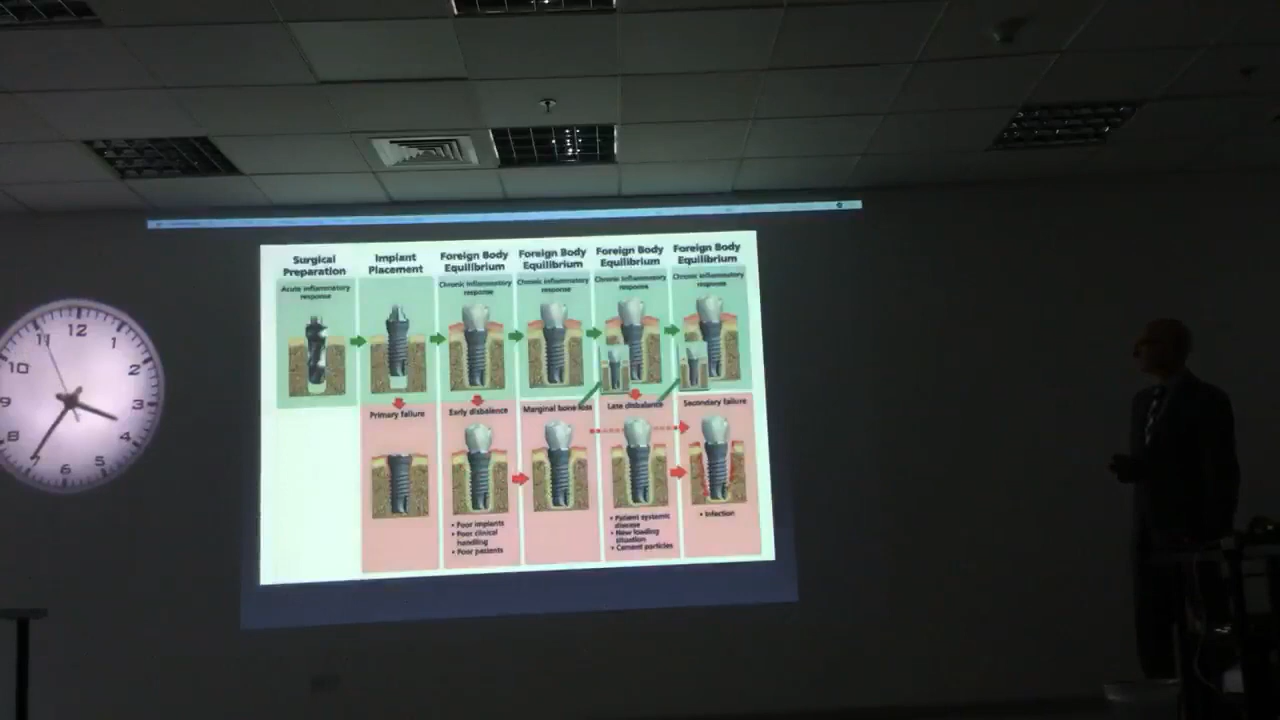 Surgical
Preparation
Implant
Placement
Foreign Body
Equilibrium
Foreign Body
Equilibrium
Foreign Body
Equilibrium
Foreign Body
Equilibrium
Acute inflammatory
response
Chronic inflammatory
response
Chronic inflammatory
response
Chronic inflammatory
response
Chronic inflammatory
response
Primary failure
Early disbalance
Marginal bone loss
Late disbalance
Secondary failure
• Poor implants
• Poor clinical
handling
• Poor patients
• Patient systemic
disease
• New loading
situation
• Cement particles
• Infection
12
1
2
3
4
5
6
7
8
9
10
11